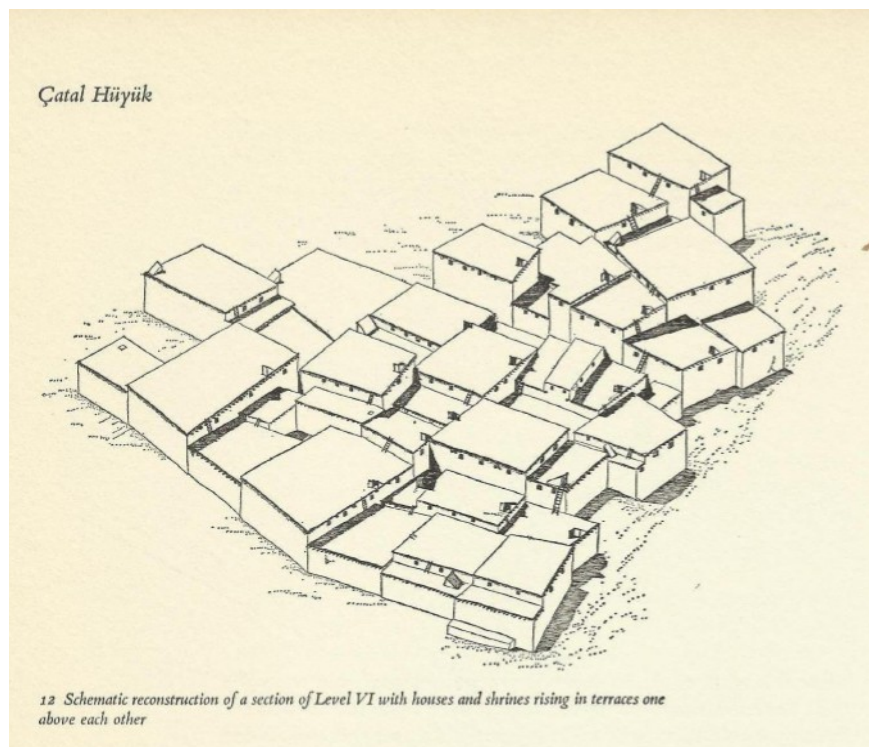 Çatal Hüyük
12 Schematic reconstruction of a section of Level VI with houses and shrines rising in terraces one
above each other